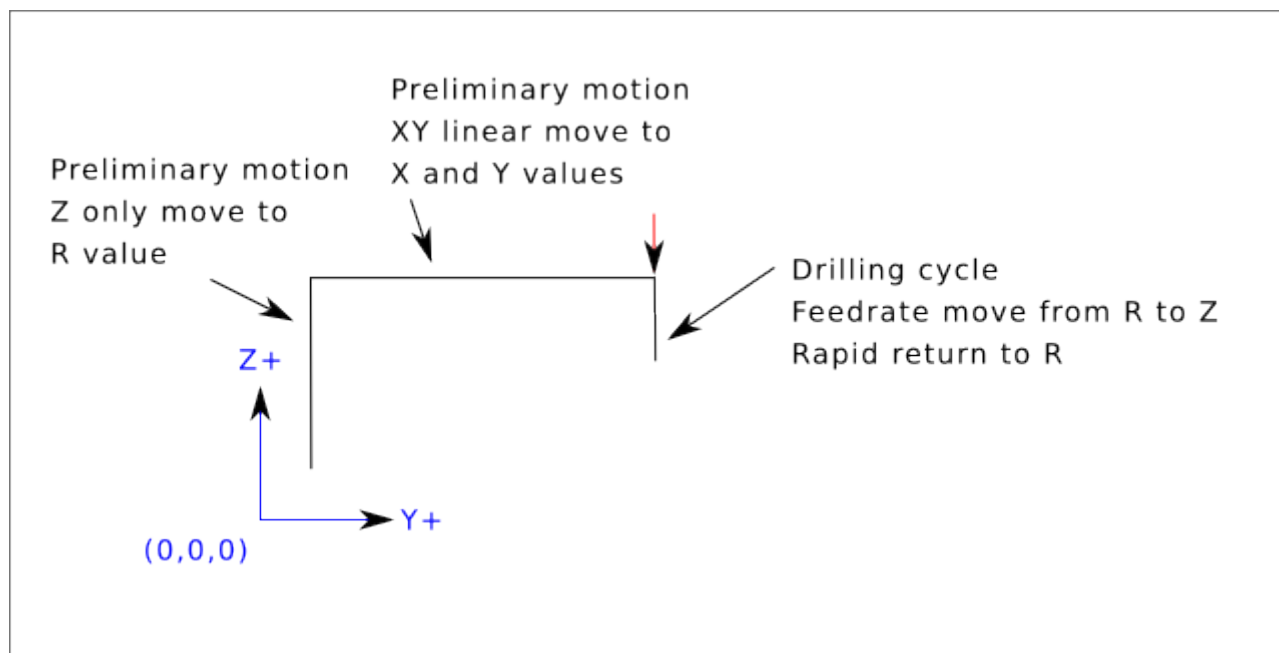 Preliminary motion
XY linear move to
X and Y values
Preliminary motion
Z only move to
R value
Drilling cycle
Feedrate move from R to Z
Rapid return to R
Z+
Y+
(0,0,0)